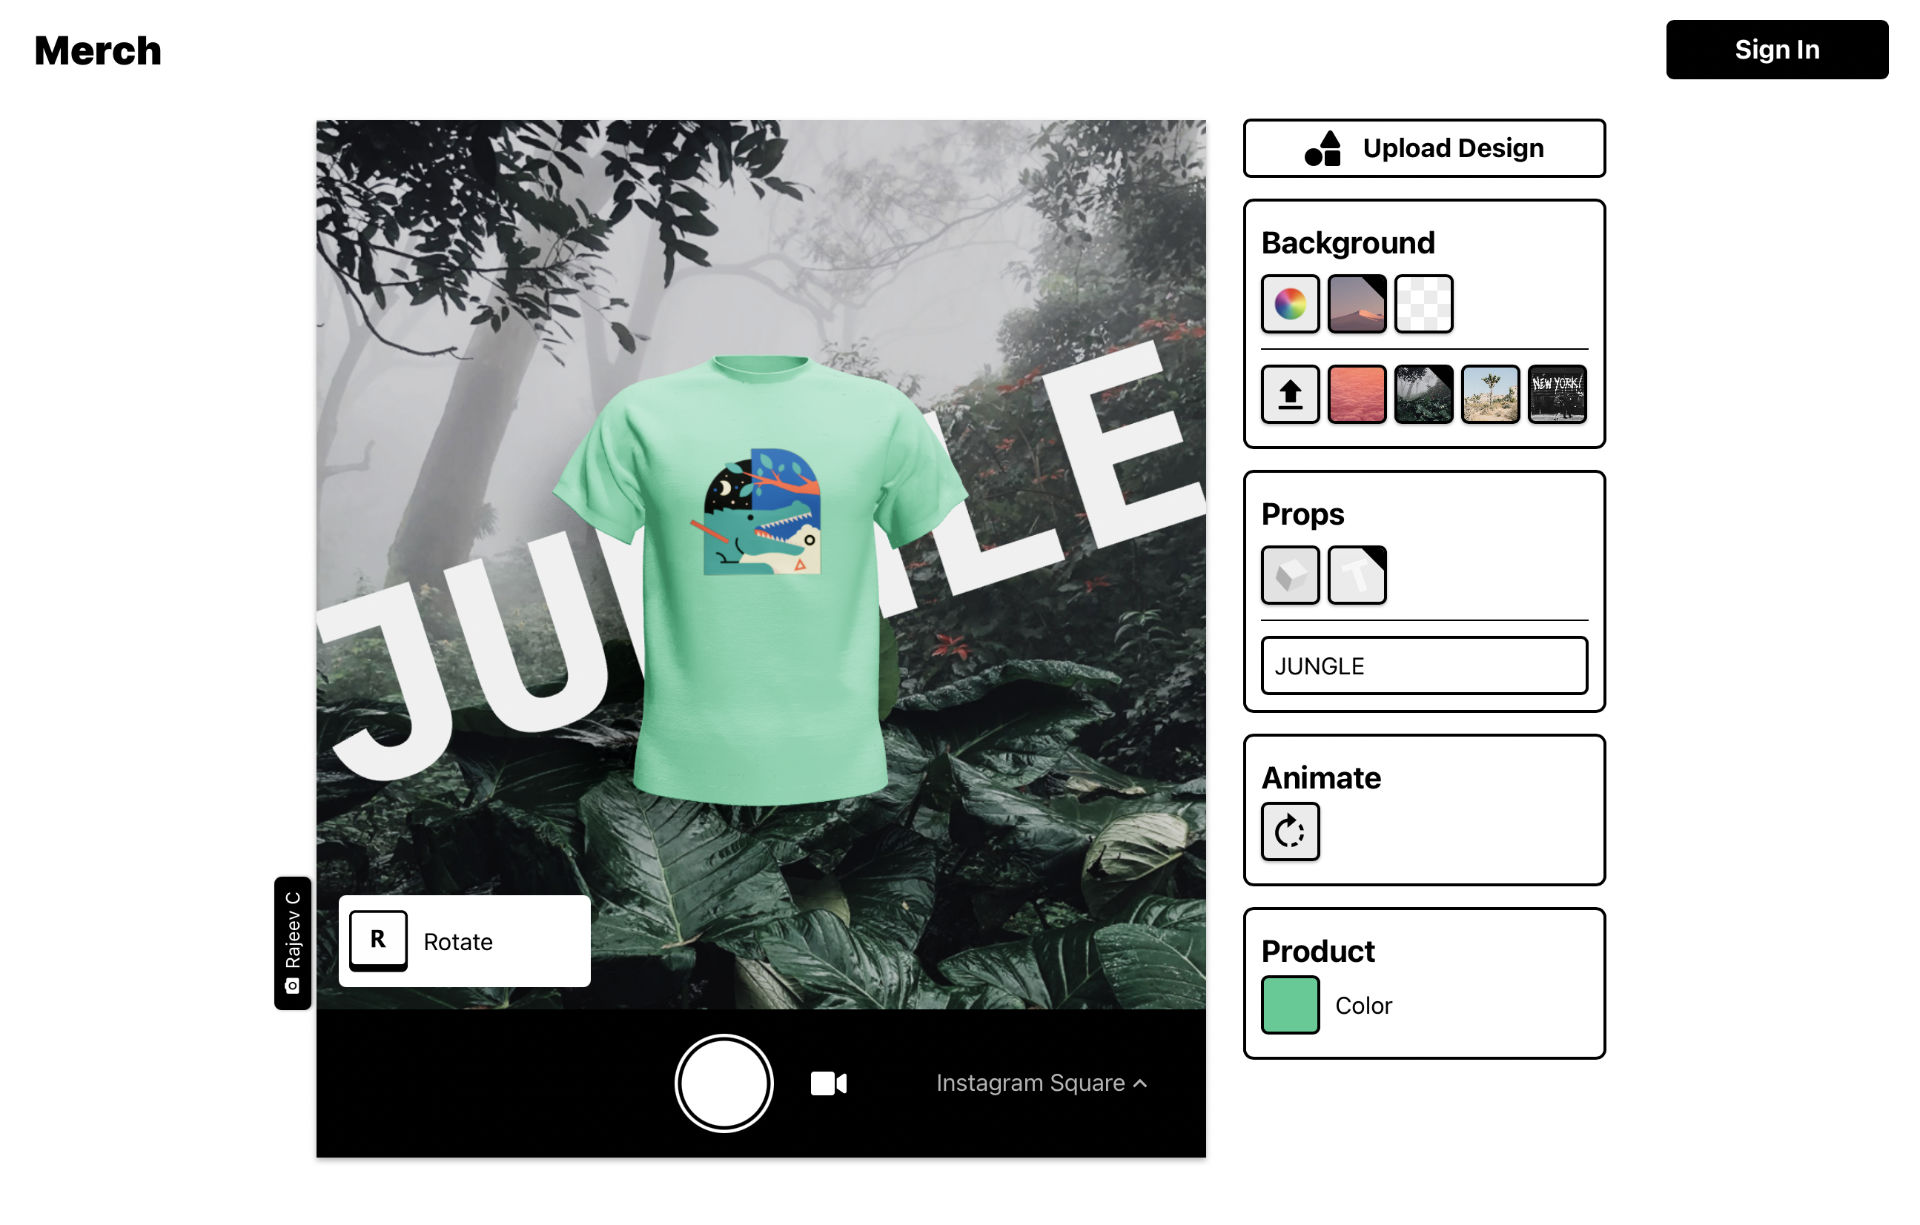 Merch
Sign In
Upload Design
Background
NEW YORK!
Props
JUNGLE
Animate
Product
Color
JU LE
R
Rotate
Rajeev C
Instagram Square